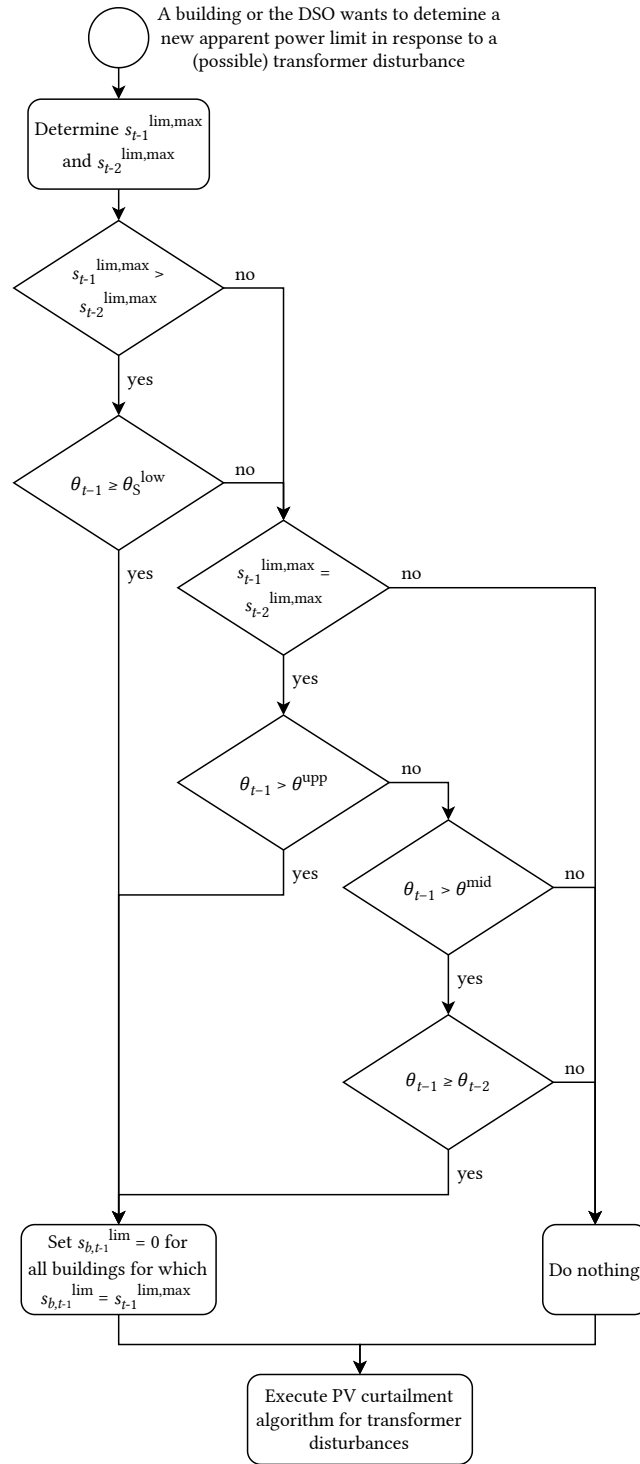 A building or the DSO wants to detemine a
new apparent power limit in response to a
(possible) transformer disturbance
Determine s_{t-1}^{lim,max}
and s_{t-2}^{lim,max}
s_{t-1}^{lim,max} >
s_{t-2}^{lim,max}
no
yes
θ_{t−1} ≥ θ_S^{low}
no
yes
s_{t-1}^{lim,max} =
s_{t-2}^{lim,max}
no
yes
θ_{t−1} > θ^{upp}
no
yes
θ_{t−1} > θ^{mid}
no
yes
θ_{t−1} ≥ θ_{t−2}
no
yes
Set s_{b,t-1}^{lim} = 0 for
all buildings for which
s_{b,t-1}^{lim} = s_{t-1}^{lim,max}
Do nothing
Execute PV curtailment
algorithm for transformer
disturbances